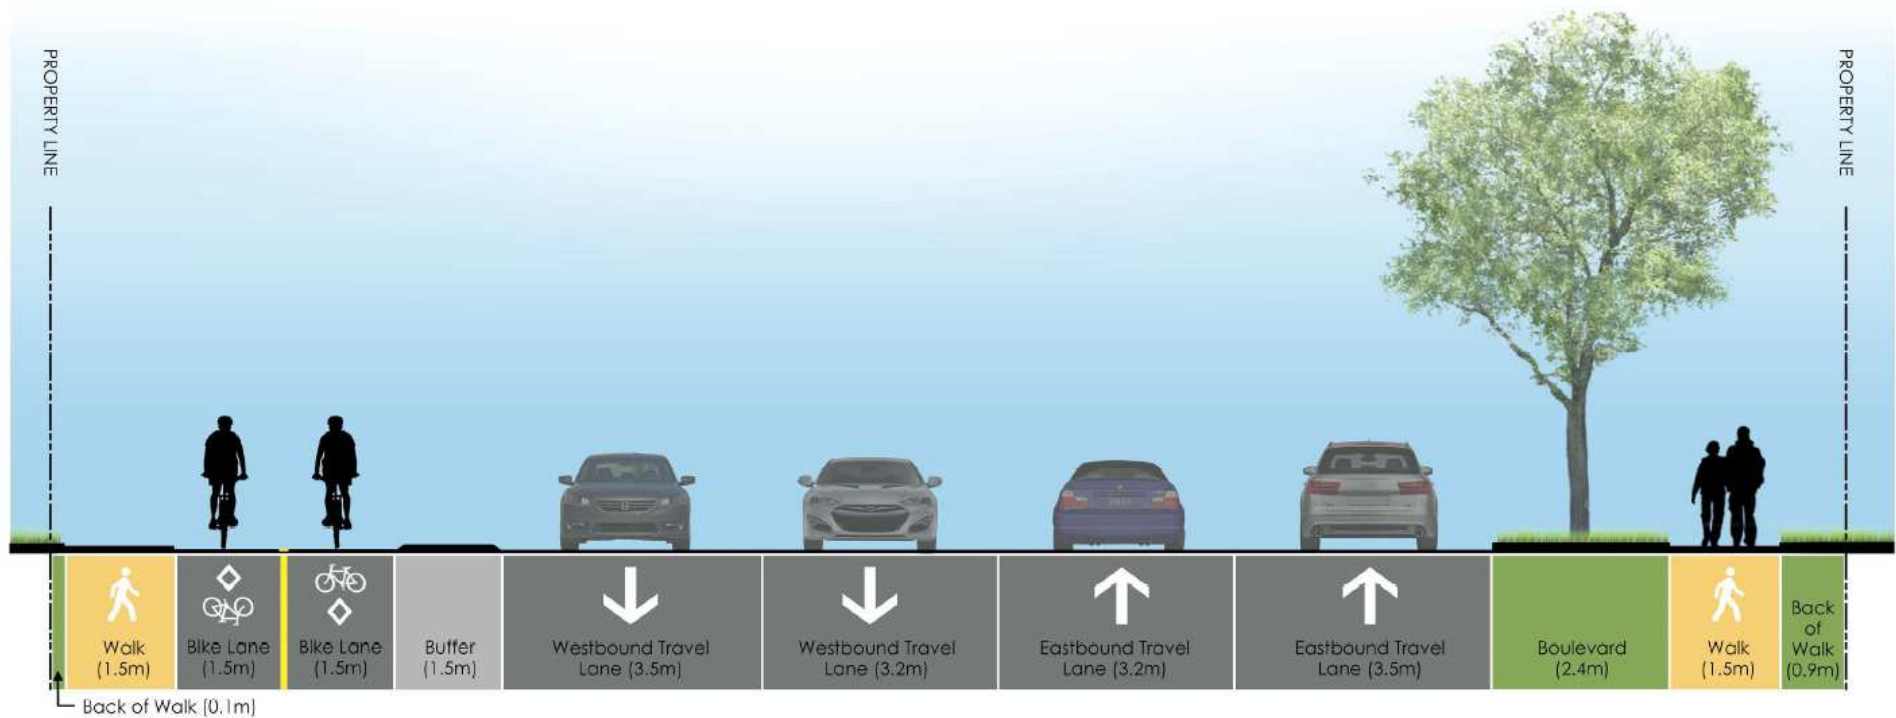 PROPERTY LINE
PROPERTY LINE
Walk
(1.5m)
Bike Lane
(1.5m)
Bike Lane
(1.5m)
Buffer
(1.5m)
Westbound Travel
Lane (3.5m)
Westbound Travel
Lane (3.2m)
Eastbound Travel
Lane (3.2m)
Eastbound Travel
Lane (3.5m)
Boulevard
(2.4m)
Walk
(1.5m)
Back
of
Walk
(0.9m)
Back of Walk (0.1m)